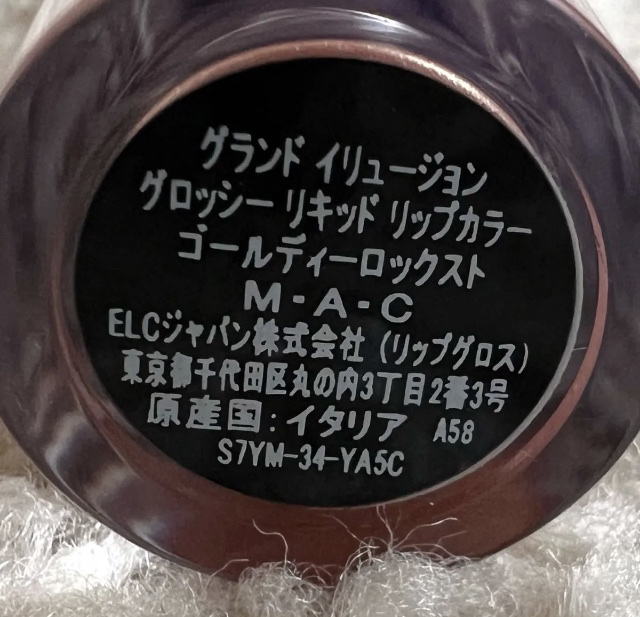 グランド イリュージョン
グロッシー リキッド リップカラー
ゴールディーロックスト
M・A・C
ELCジャパン株式会社 (リップグロス)
東京都千代田区丸の内3丁目2番3号
原産国:イタリア A58
S7YM-34-YA5C